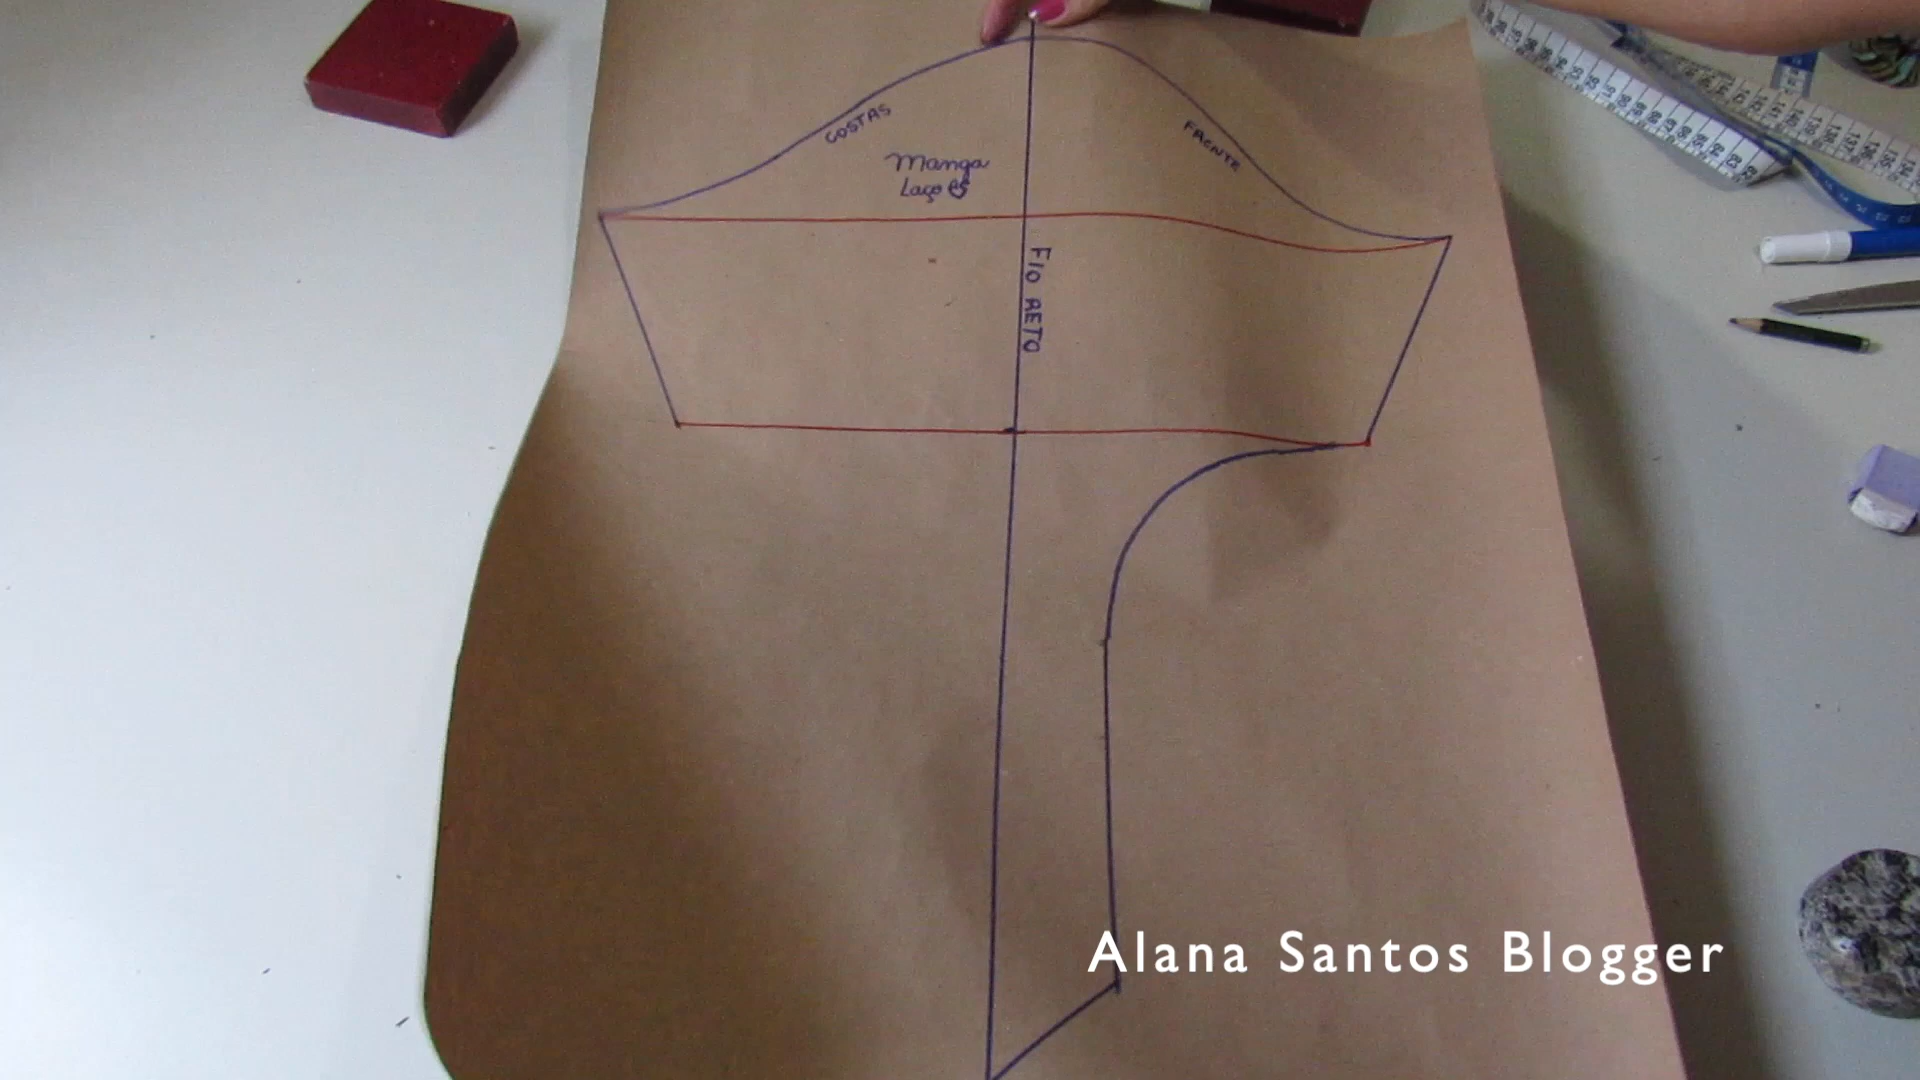 COSTAS
FRENTE
Manga
Laço
FIO RETO
Alana Santos Blogger